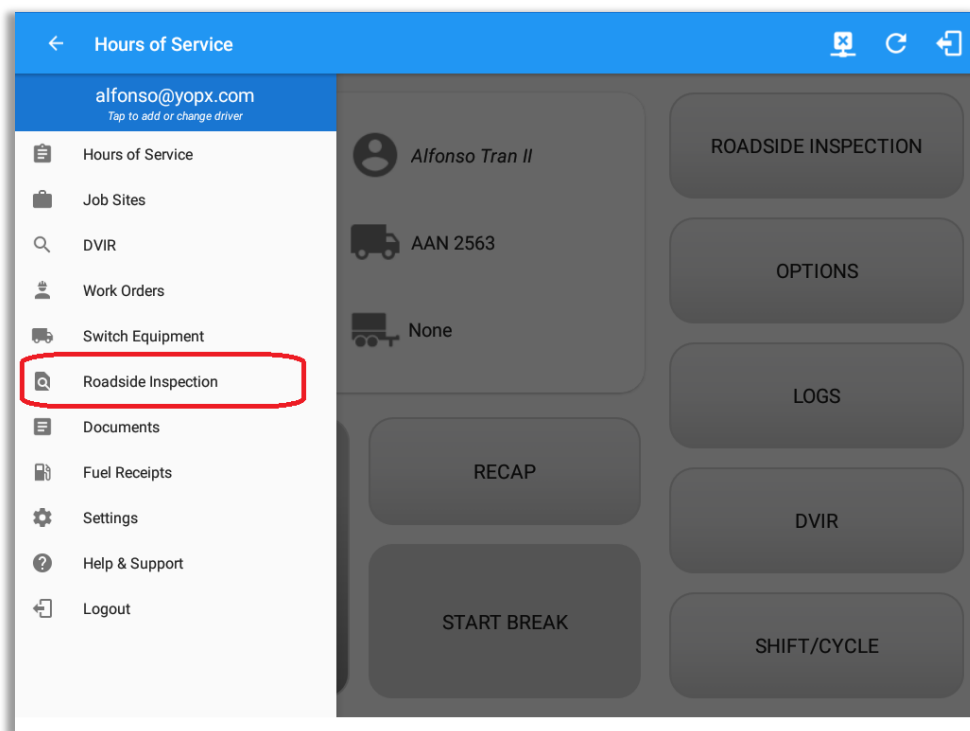 Hours of Service
alfonso@yopx.com
Tap to add or change driver
Hours of Service
Job Sites
DVIR
Work Orders
Switch Equipment
Roadside Inspection
Documents
Fuel Receipts
Settings
Help & Support
Logout
Alfonso Tran II
AAN 2563
None
RECAP
START BREAK
ROADSIDE INSPECTION
OPTIONS
LOGS
DVIR
SHIFT/CYCLE